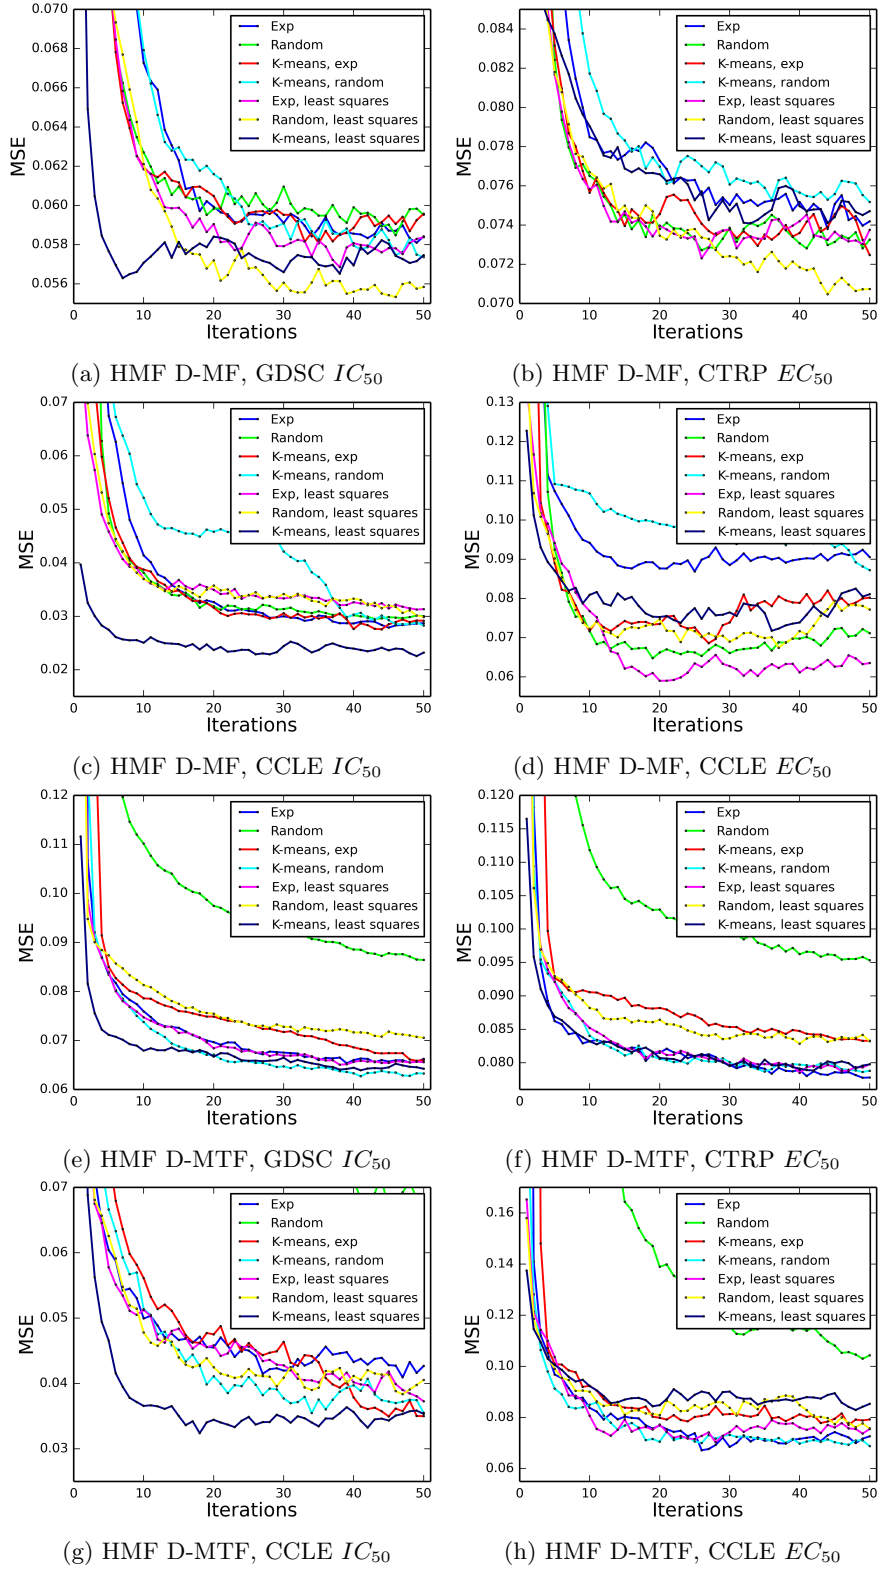 0.070
0.068
0.066
0.064
0.062
0.060
0.058
0.056
MSE
0 10 20 30 40 50
Iterations
Exp
Random
K-means, exp
K-means, random
Exp, least squares
Random, least squares
K-means, least squares
(a) HMF D-MF, GDSC IC50
0.084
0.082
0.080
0.078
0.076
0.074
0.072
0.070
MSE
0 10 20 30 40 50
Iterations
Exp
Random
K-means, exp
K-means, random
Exp, least squares
Random, least squares
K-means, least squares
(b) HMF D-MF, CTRP EC50
0.07
0.06
0.05
0.04
0.03
0.02
MSE
0 10 20 30 40 50
Iterations
Exp
Random
K-means, exp
K-means, random
Exp, least squares
Random, least squares
K-means, least squares
(c) HMF D-MF, CCLE IC50
0.13
0.12
0.11
0.10
0.09
0.08
0.07
0.06
MSE
0 10 20 30 40 50
Iterations
Exp
Random
K-means, exp
K-means, random
Exp, least squares
Random, least squares
K-means, least squares
(d) HMF D-MF, CCLE EC50
0.12
0.11
0.10
0.09
0.08
0.07
0.06
MSE
0 10 20 30 40 50
Iterations
Exp
Random
K-means, exp
K-means, random
Exp, least squares
Random, least squares
K-means, least squares
(e) HMF D-MTF, GDSC IC50
0.120
0.115
0.110
0.105
0.100
0.095
0.090
0.085
0.080
MSE
0 10 20 30 40 50
Iterations
Exp
Random
K-means, exp
K-means, random
Exp, least squares
Random, least squares
K-means, least squares
(f) HMF D-MTF, CTRP EC50
0.07
0.06
0.05
0.04
0.03
MSE
0 10 20 30 40 50
Iterations
Exp
Random
K-means, exp
K-means, random
Exp, least squares
Random, least squares
K-means, least squares
(g) HMF D-MTF, CCLE IC50
0.16
0.14
0.12
0.10
0.08
0.06
MSE
0 10 20 30 40 50
Iterations
Exp
Random
K-means, exp
K-means, random
Exp, least squares
Random, least squares
K-means, least squares
(h) HMF D-MTF, CCLE EC50